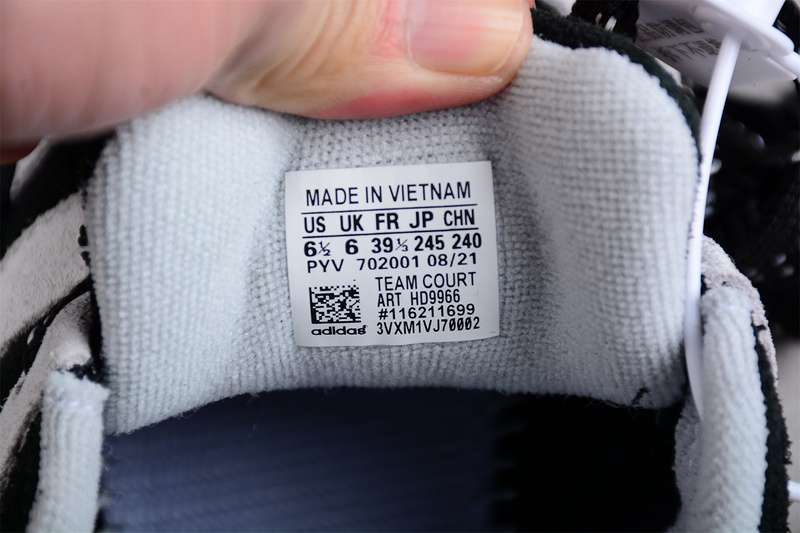 MADE IN VIETNAM
US UK FR JP CHN
6½ 6 39⅓ 245 240
PYV 702001 08/21
TEAM COURT
ART HD9966
#116211699
adidas 3VXM1VJ70002